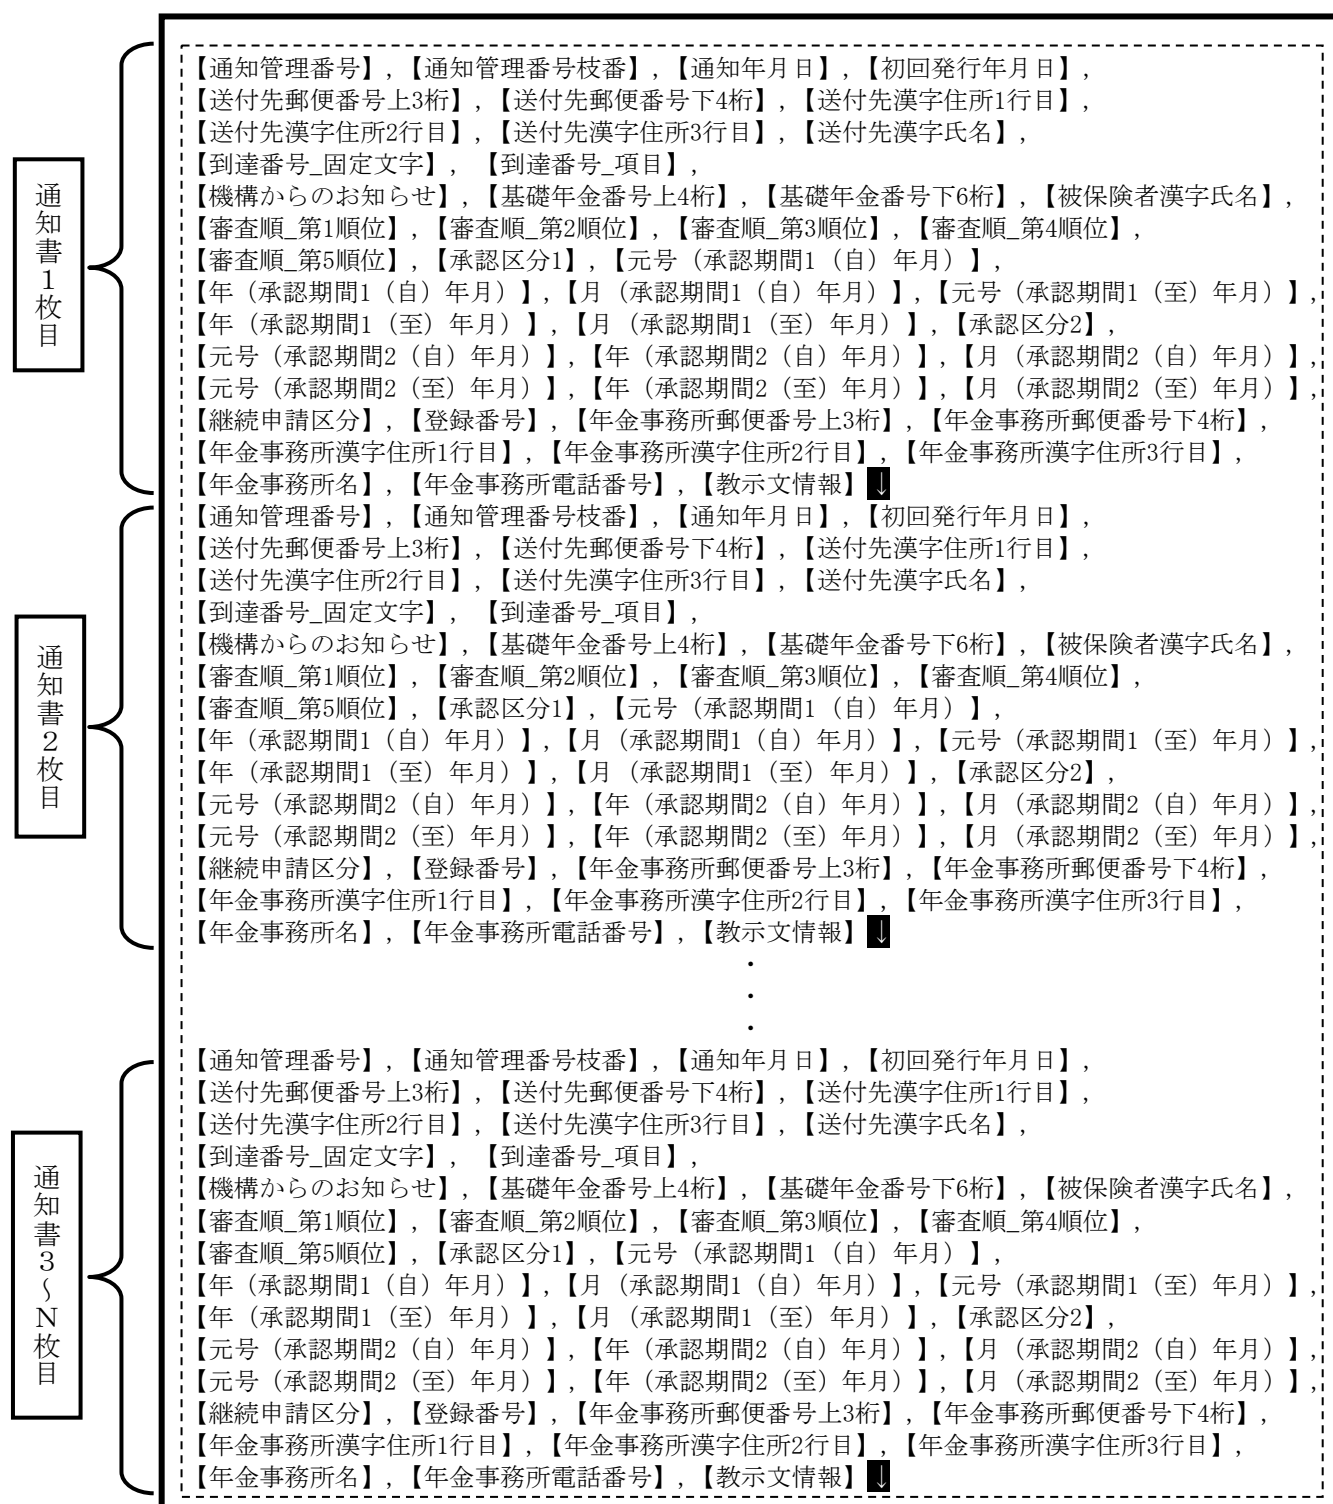 通知書1枚目
【通知管理番号】,【通知管理番号枝番】,【通知年月日】,【初回発行年月日】,
【送付先郵便番号上3桁】,【送付先郵便番号下4桁】,【送付先漢字住所1行目】,
【送付先漢字住所2行目】,【送付先漢字住所3行目】,【送付先漢字氏名】,
【到達番号_固定文字】, 【到達番号_項目】,
【機構からのお知らせ】,【基礎年金番号上4桁】,【基礎年金番号下6桁】,【被保険者漢字氏名】,
【審査順_第1順位】,【審査順_第2順位】,【審査順_第3順位】,【審査順_第4順位】,
【審査順_第5順位】,【承認区分1】,【元号（承認期間1（自）年月）】,
【年（承認期間1（自）年月）】,【月（承認期間1（自）年月）】,【元号（承認期間1（至）年月）】,
【年（承認期間1（至）年月）】,【月（承認期間1（至）年月）】,【承認区分2】,
【元号（承認期間2（自）年月）】,【年（承認期間2（自）年月）】,【月（承認期間2（自）年月）】,
【元号（承認期間2（至）年月）】,【年（承認期間2（至）年月）】,【月（承認期間2（至）年月）】,
【継続申請区分】,【登録番号】,【年金事務所郵便番号上3桁】,【年金事務所郵便番号下4桁】,
【年金事務所漢字住所1行目】,【年金事務所漢字住所2行目】,【年金事務所漢字住所3行目】,
【年金事務所名】,【年金事務所電話番号】,【教示文情報】↓
通知書2枚目
【通知管理番号】,【通知管理番号枝番】,【通知年月日】,【初回発行年月日】,
【送付先郵便番号上3桁】,【送付先郵便番号下4桁】,【送付先漢字住所1行目】,
【送付先漢字住所2行目】,【送付先漢字住所3行目】,【送付先漢字氏名】,
【到達番号_固定文字】, 【到達番号_項目】,
【機構からのお知らせ】,【基礎年金番号上4桁】,【基礎年金番号下6桁】,【被保険者漢字氏名】,
【審査順_第1順位】,【審査順_第2順位】,【審査順_第3順位】,【審査順_第4順位】,
【審査順_第5順位】,【承認区分1】,【元号（承認期間1（自）年月）】,
【年（承認期間1（自）年月）】,【月（承認期間1（自）年月）】,【元号（承認期間1（至）年月）】,
【年（承認期間1（至）年月）】,【月（承認期間1（至）年月）】,【承認区分2】,
【元号（承認期間2（自）年月）】,【年（承認期間2（自）年月）】,【月（承認期間2（自）年月）】,
【元号（承認期間2（至）年月）】,【年（承認期間2（至）年月）】,【月（承認期間2（至）年月）】,
【継続申請区分】,【登録番号】,【年金事務所郵便番号上3桁】,【年金事務所郵便番号下4桁】,
【年金事務所漢字住所1行目】,【年金事務所漢字住所2行目】,【年金事務所漢字住所3行目】,
【年金事務所名】,【年金事務所電話番号】,【教示文情報】↓
・
・
・
通知書3～N枚目
【通知管理番号】,【通知管理番号枝番】,【通知年月日】,【初回発行年月日】,
【送付先郵便番号上3桁】,【送付先郵便番号下4桁】,【送付先漢字住所1行目】,
【送付先漢字住所2行目】,【送付先漢字住所3行目】,【送付先漢字氏名】,
【到達番号_固定文字】, 【到達番号_項目】,
【機構からのお知らせ】,【基礎年金番号上4桁】,【基礎年金番号下6桁】,【被保険者漢字氏名】,
【審査順_第1順位】,【審査順_第2順位】,【審査順_第3順位】,【審査順_第4順位】,
【審査順_第5順位】,【承認区分1】,【元号（承認期間1（自）年月）】,
【年（承認期間1（自）年月）】,【月（承認期間1（自）年月）】,【元号（承認期間1（至）年月）】,
【年（承認期間1（至）年月）】,【月（承認期間1（至）年月）】,【承認区分2】,
【元号（承認期間2（自）年月）】,【年（承認期間2（自）年月）】,【月（承認期間2（自）年月）】,
【元号（承認期間2（至）年月）】,【年（承認期間2（至）年月）】,【月（承認期間2（至）年月）】,
【継続申請区分】,【登録番号】,【年金事務所郵便番号上3桁】,【年金事務所郵便番号下4桁】,
【年金事務所漢字住所1行目】,【年金事務所漢字住所2行目】,【年金事務所漢字住所3行目】,
【年金事務所名】,【年金事務所電話番号】,【教示文情報】↓